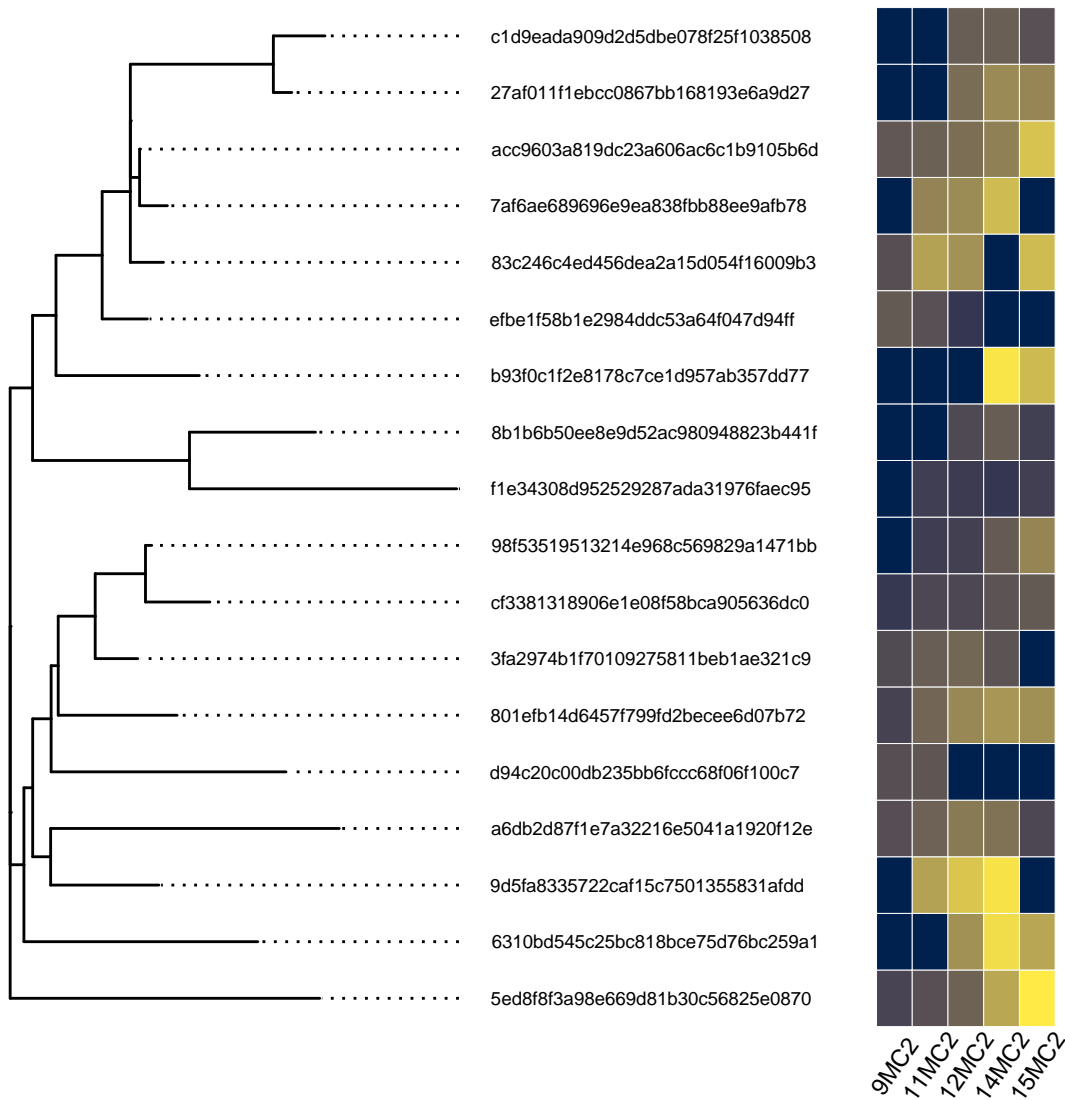 c1d9eada909d2d5dbe078f25f1038508
27af011f1ebcc0867bb168193e6a9d27
acc9603a819dc23a606ac6c1b9105b6d
7af6ae689696e9ea838fbb88ee9afb78
83c246c4ed456dea2a15d054f16009b3
efbe1f58b1e2984ddc53a64f047d94ff
b93f0c1f2e8178c7ce1d957ab357dd77
8b1b6b50ee8e9d52ac980948823b441f
f1e34308d952529287ada31976faec95
98f53519513214e968c569829a1471bb
cf3381318906e1e08f58bca905636dc0
3fa2974b1f70109275811beb1ae321c9
801efb14d6457f799fd2becee6d07b72
d94c20c00db235bb6fccc68f06f100c7
a6db2d87f1e7a32216e5041a1920f12e
9d5fa8335722caf15c7501355831afdd
6310bd545c25bc818bce75d76bc259a1
5ed8f8f3a98e669d81b30c56825e0870
9MC2
11MC2
12MC2
14MC2
15MC2